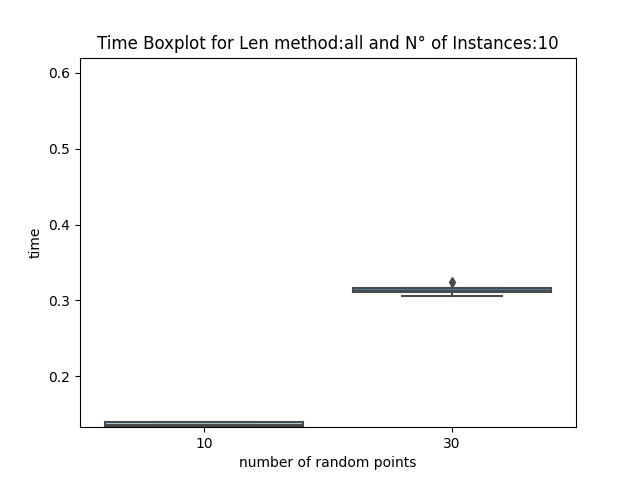 Time Boxplot for Len method:all and N° of Instances:10
0.6
0.5
0.4
0.3
0.2
time
10 30
number of random points